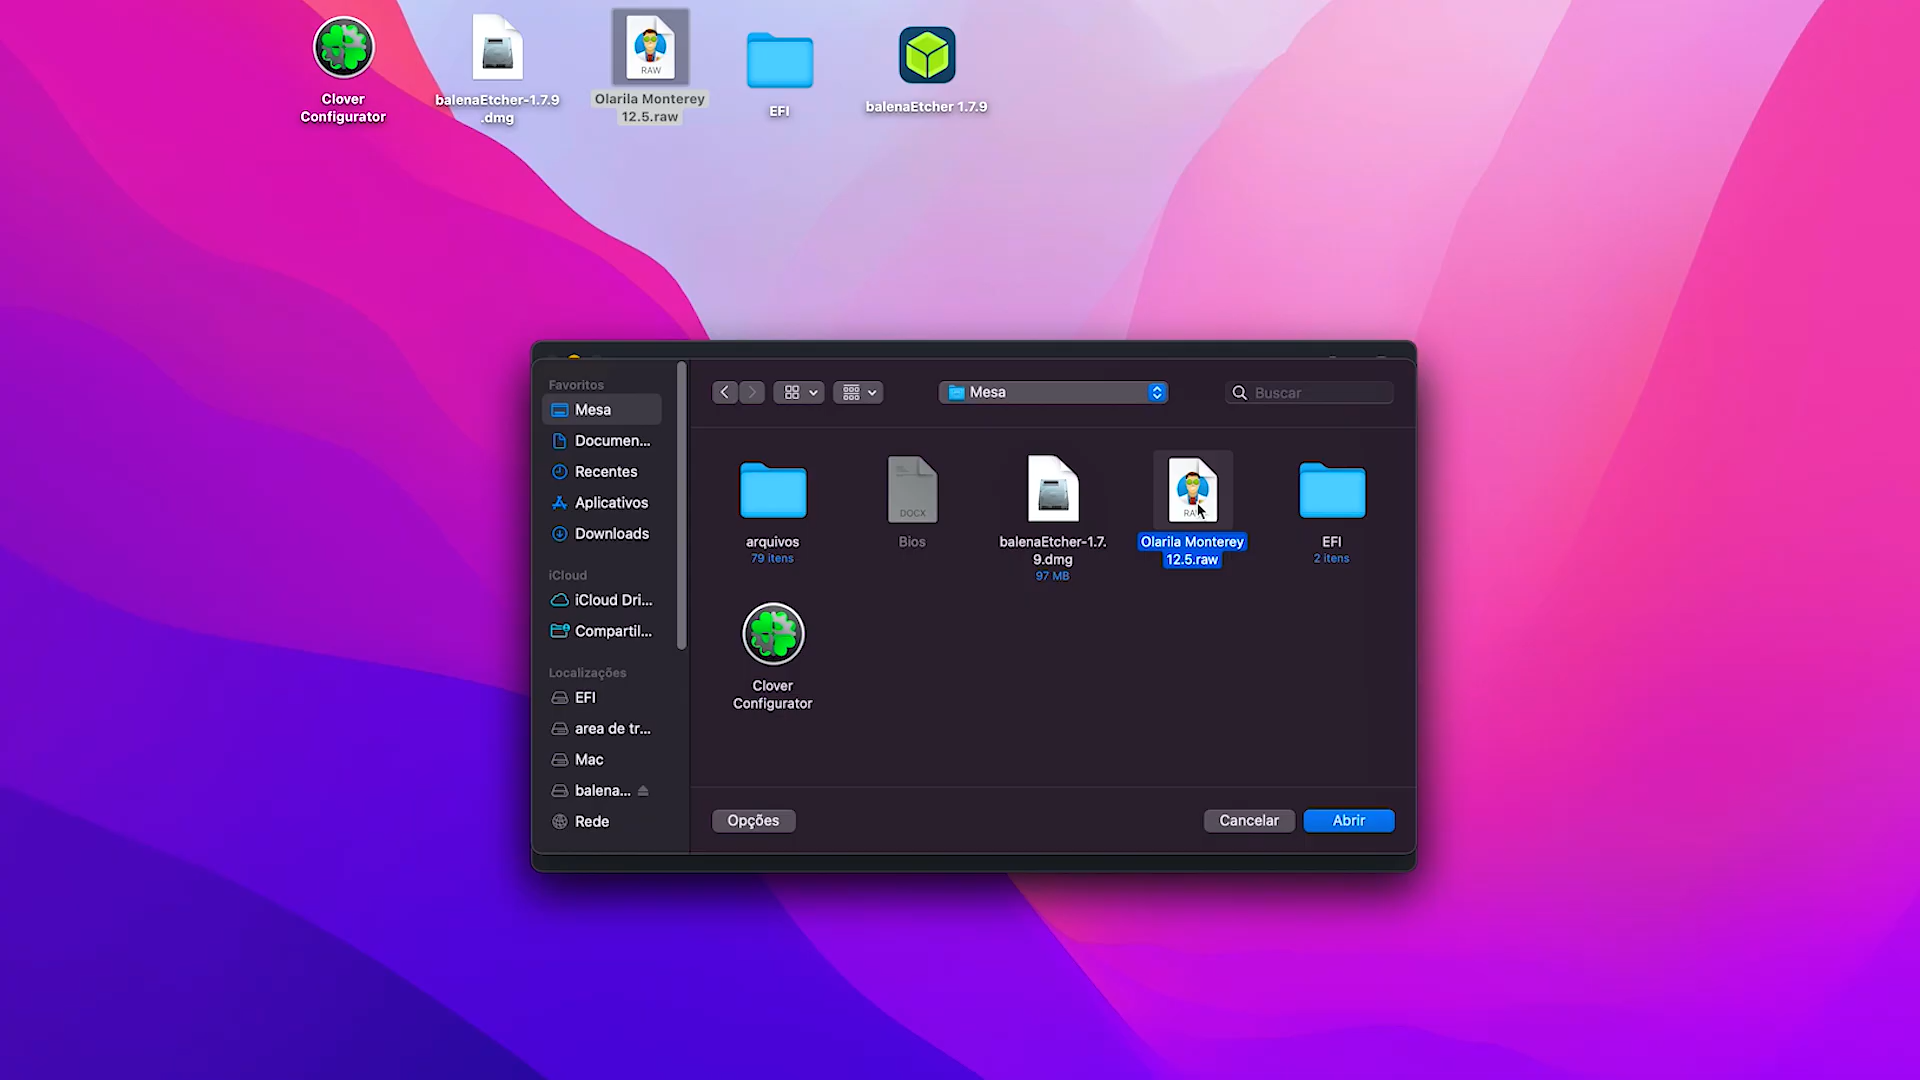 RAW
Clover
Configurator
balenaEtcher-1.7.9
.dmg
Olarila Monterey
12.5.raw
EFI
balenaEtcher 1.7.9
Favoritos
Mesa
Documen...
Recentes
Aplicativos
Downloads
iCloud
iCloud Dri...
Compartil...
Localizações
EFI
area de tr...
Mac
balena...
Rede
Mesa
Buscar
DOCX
arquivos
79 itens
Bios
balenaEtcher-1.7.
9.dmg
97 MB
Olarila Monterey
12.5.raw
EFI
2 itens
Clover
Configurator
Opções
Cancelar
Abrir